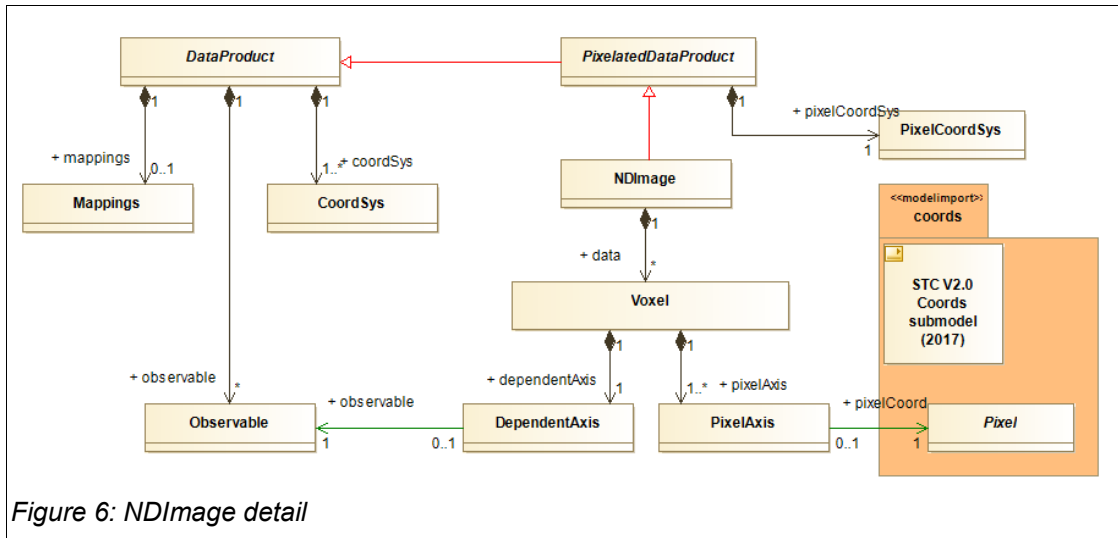 DataProduct
PixelatedDataProduct
1
1
1
1
+ pixelCoordSys
1
PixelCoordSys
+ mappings
0..1
+ coordSys
1..*
Mappings
CoordSys
NDImage
1
+ data
*
<<modelimport>>
coords
STC V2.0
Coords
submodel
(2017)
Voxel
1
1
+ dependentAxis
1
1..*
+ pixelAxis
+ observable
*
+ observable
+ pixelCoord
Observable
1
0..1
DependentAxis
PixelAxis
0..1
1
Pixel
Figure 6: NDImage detail